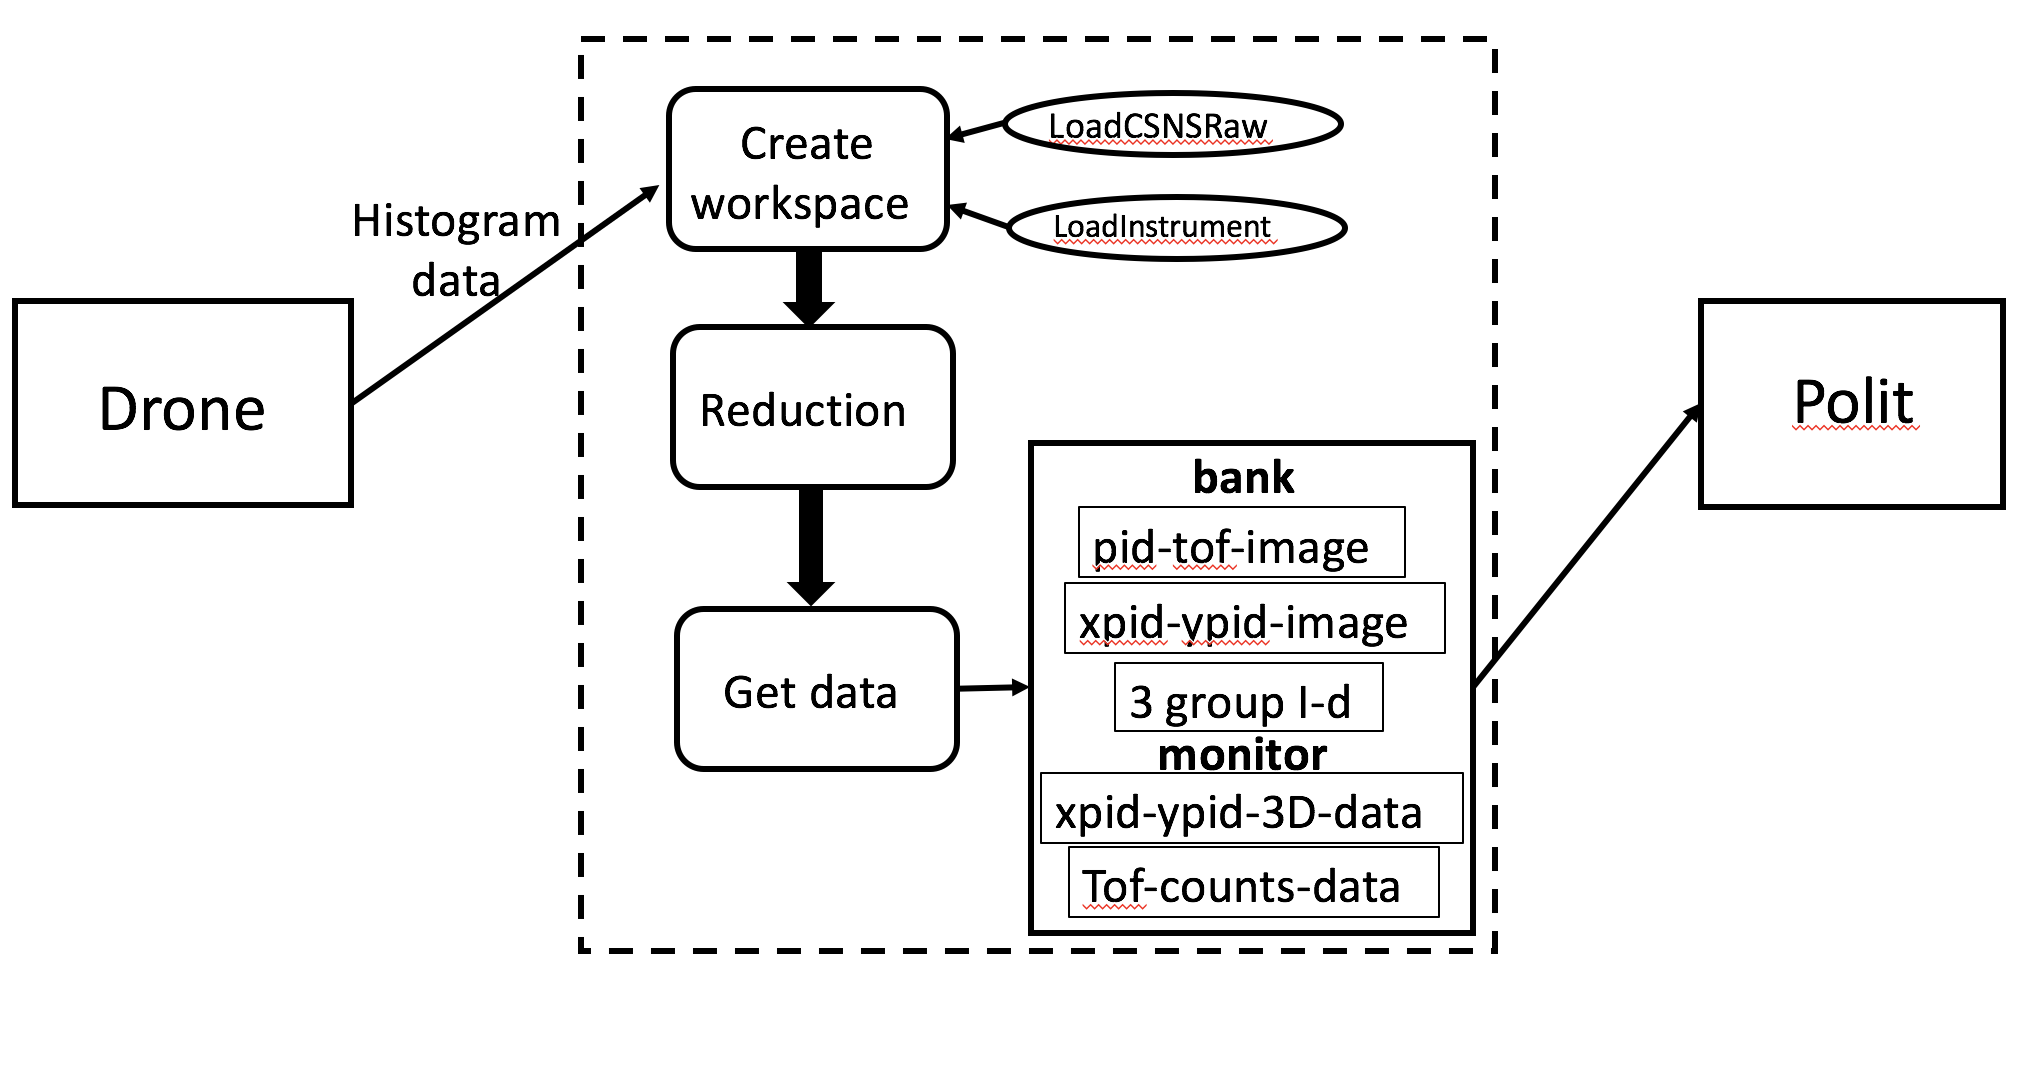 Create
workspace
LoadCSNSRaw
LoadInstrument
Histogram
data
Drone
Reduction
Polit
bank
pid-tof-image
xpid-ypid-image
3 group I-d
Get data
monitor
xpid-ypid-3D-data
Tof-counts-data